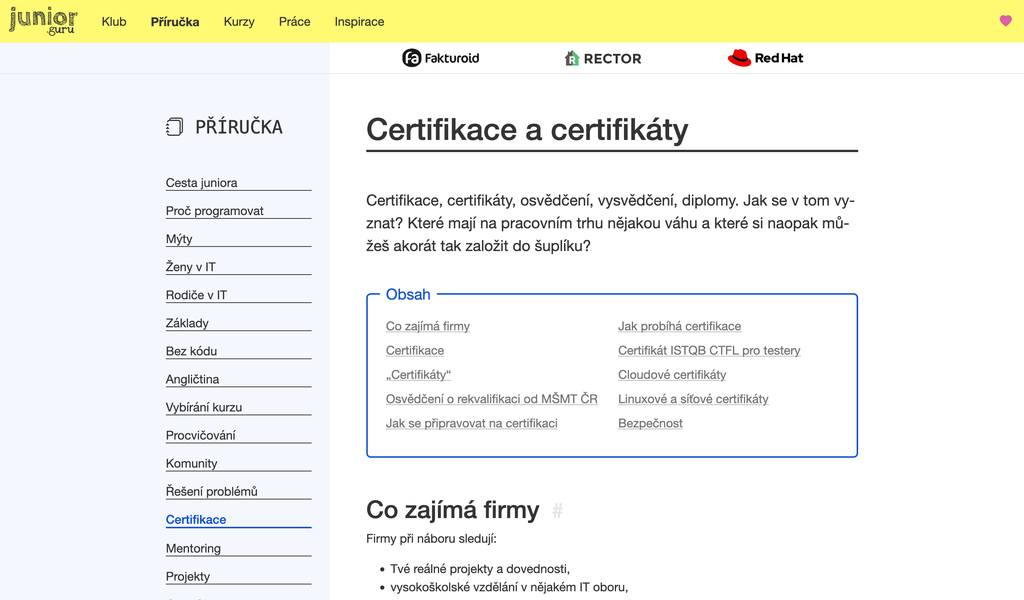 junior
.guru
Klub
Příručka
Kurzy
Práce
Inspirace
Fakturoid
RECTOR
Red Hat
PŘÍRUČKA
Cesta juniora
Proč programovat
Mýty
Ženy v IT
Rodiče v IT
Základy
Bez kódu
Angličtina
Vybírání kurzu
Procvičování
Komunity
Řešení problémů
Certifikace
Mentoring
Projekty
Certifikace a certifikáty
Certifikace, certifikáty, osvědčení, vysvědčení, diplomy. Jak se v tom vy-
znat? Které mají na pracovním trhu nějakou váhu a které si naopak mů-
žeš akorát tak založit do šuplíku?
Obsah
Co zajímá firmy
Certifikace
„Certifikáty“
Osvědčení o rekvalifikaci od MŠMT ČR
Jak se připravovat na certifikaci
Jak probíhá certifikace
Certifikát ISTQB CTFL pro testery
Cloudové certifikáty
Linuxové a síťové certifikáty
Bezpečnost
Co zajímá firmy #
Firmy při náboru sledují:
• Tvé reálné projekty a dovednosti,
• vysokoškolské vzdělání v nějakém IT oboru,